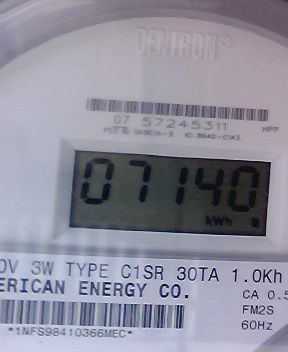 CENTRON®
07 57245311
HPP
07140
kWh
0V 3W TYPE C1SR 30TA 1.0Kh
ERICAN ENERGY CO.
CA 0.5
FM2S
*1NFS98410366MEC*
60Hz